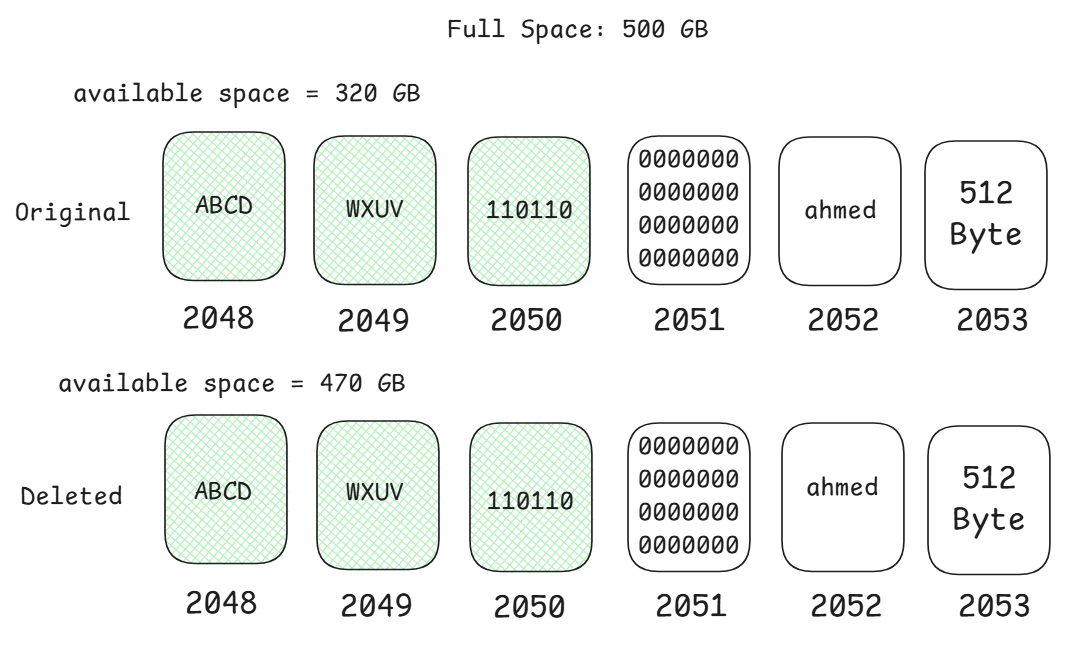 Full Space: 500 GB
available space = 320 GB
Original
ABCD
WXUV
110110
0000000
0000000
0000000
0000000
ahmed
512
Byte
2048
2049
2050
2051
2052
2053
available space = 470 GB
Deleted
ABCD
WXUV
110110
0000000
0000000
0000000
0000000
ahmed
512
Byte
2048
2049
2050
2051
2052
2053